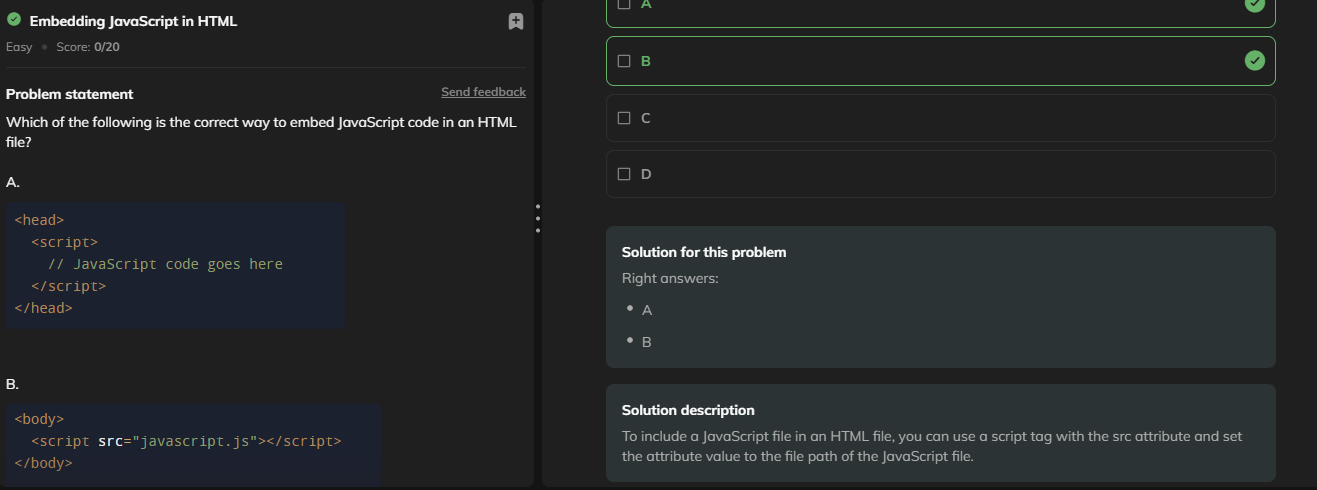 Embedding JavaScript in HTML
Easy • Score: 0/20
Problem statement
Send feedback
Which of the following is the correct way to embed JavaScript code in an HTML
file?
A.
<head>
  <script>
    // JavaScript code goes here
  </script>
</head>
B.
<body>
  <script src="javascript.js"></script>
</body>
A
B
C
D
Solution for this problem
Right answers:
• A
• B
Solution description
To include a JavaScript file in an HTML file, you can use a script tag with the src attribute and set
the attribute value to the file path of the JavaScript file.